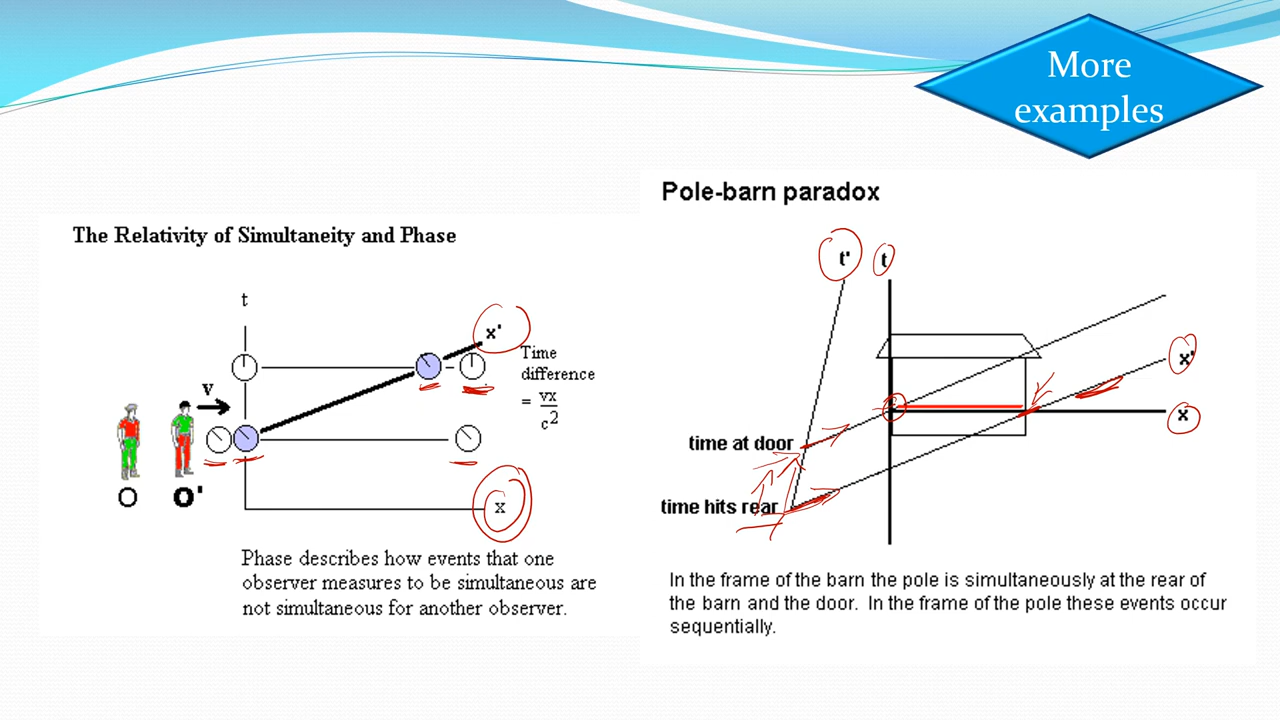 More
examples
The Relativity of Simultaneity and Phase
t
x'
Time
difference
= vx
c2
v
O
O'
x
Phase describes how events that one
observer measures to be simultaneous are
not simultaneous for another observer.
Pole-barn paradox
t'
t
x'
x
time at door
time hits rear
In the frame of the barn the pole is simultaneously at the rear of
the barn and the door. In the frame of the pole these events occur
sequentially.